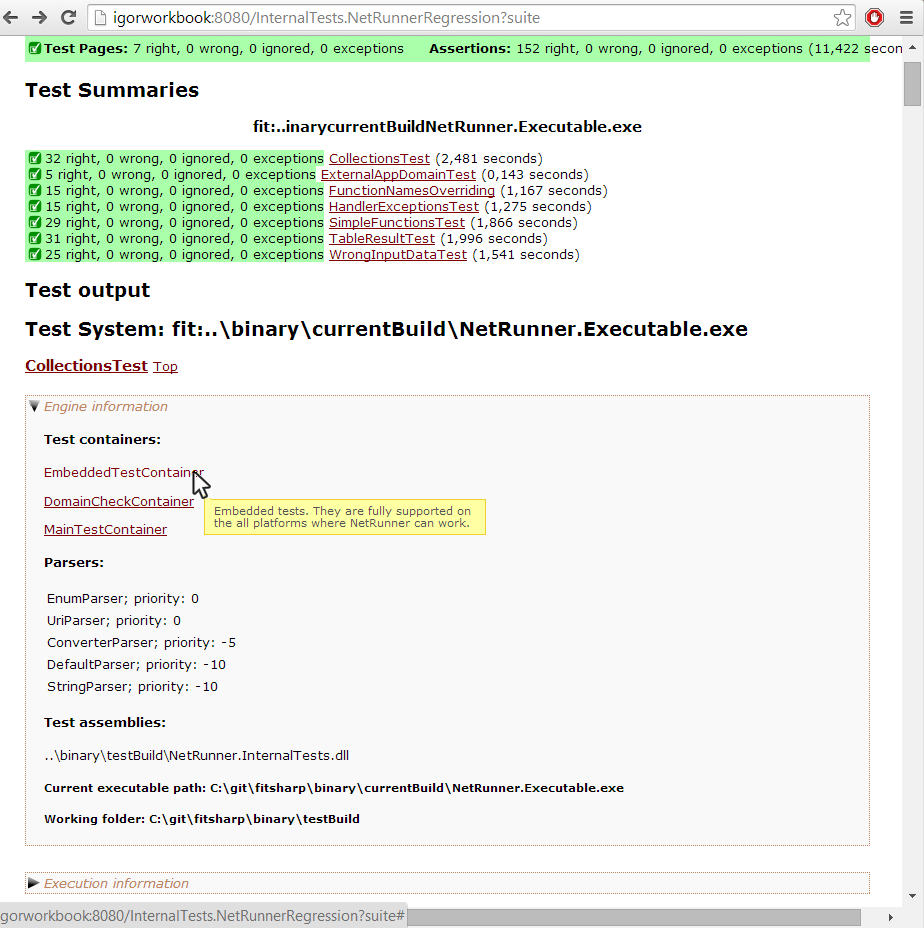 igorworkbook:8080/InternalTests.NetRunnerRegression?suite
Test Pages: 7 right, 0 wrong, 0 ignored, 0 exceptions Assertions: 152 right, 0 wrong, 0 ignored, 0 exceptions (11,422 secon
Test Summaries
fit:..inarycurrentBuildNetRunner.Executable.exe
32 right, 0 wrong, 0 ignored, 0 exceptions CollectionsTest (2,481 seconds)
5 right, 0 wrong, 0 ignored, 0 exceptions ExternalAppDomainTest (0,143 seconds)
15 right, 0 wrong, 0 ignored, 0 exceptions FunctionNamesOverriding (1,167 seconds)
15 right, 0 wrong, 0 ignored, 0 exceptions HandlerExceptionsTest (1,275 seconds)
29 right, 0 wrong, 0 ignored, 0 exceptions SimpleFunctionsTest (1,866 seconds)
31 right, 0 wrong, 0 ignored, 0 exceptions TableResultTest (1,996 seconds)
25 right, 0 wrong, 0 ignored, 0 exceptions WrongInputDataTest (1,541 seconds)
Test output
Test System: fit:..\binary\currentBuild\NetRunner.Executable.exe
CollectionsTest Top
Engine information
Test containers:
EmbeddedTestContainer
DomainCheckContainer
Embedded tests. They are fully supported on
the all platforms where NetRunner can work.
MainTestContainer
Parsers:
EnumParser; priority: 0
UriParser; priority: 0
ConverterParser; priority: -5
DefaultParser; priority: -10
StringParser; priority: -10
Test assemblies:
..\binary\testBuild\NetRunner.InternalTests.dll
Current executable path: C:\git\fitsharp\binary\currentBuild\NetRunner.Executable.exe
Working folder: C:\git\fitsharp\binary\testBuild
Execution information
gorworkbook:8080/InternalTests.NetRunnerRegression?suite#